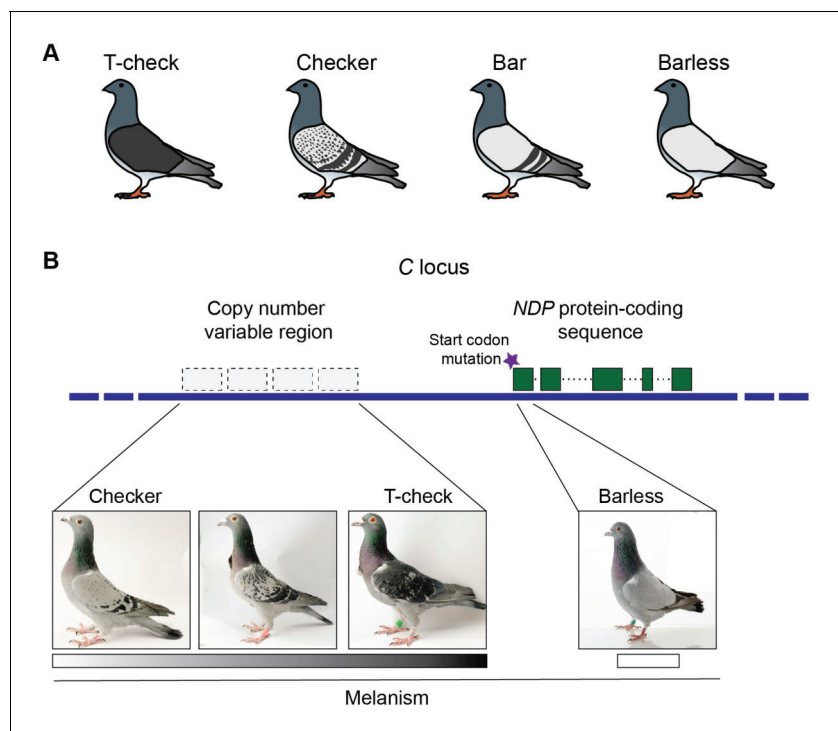 A
T-check
Checker
Bar
Barless
B
C locus
Copy number
variable region
NDP protein-coding
sequence
Start codon
mutation
Checker
T-check
Barless
Melanism